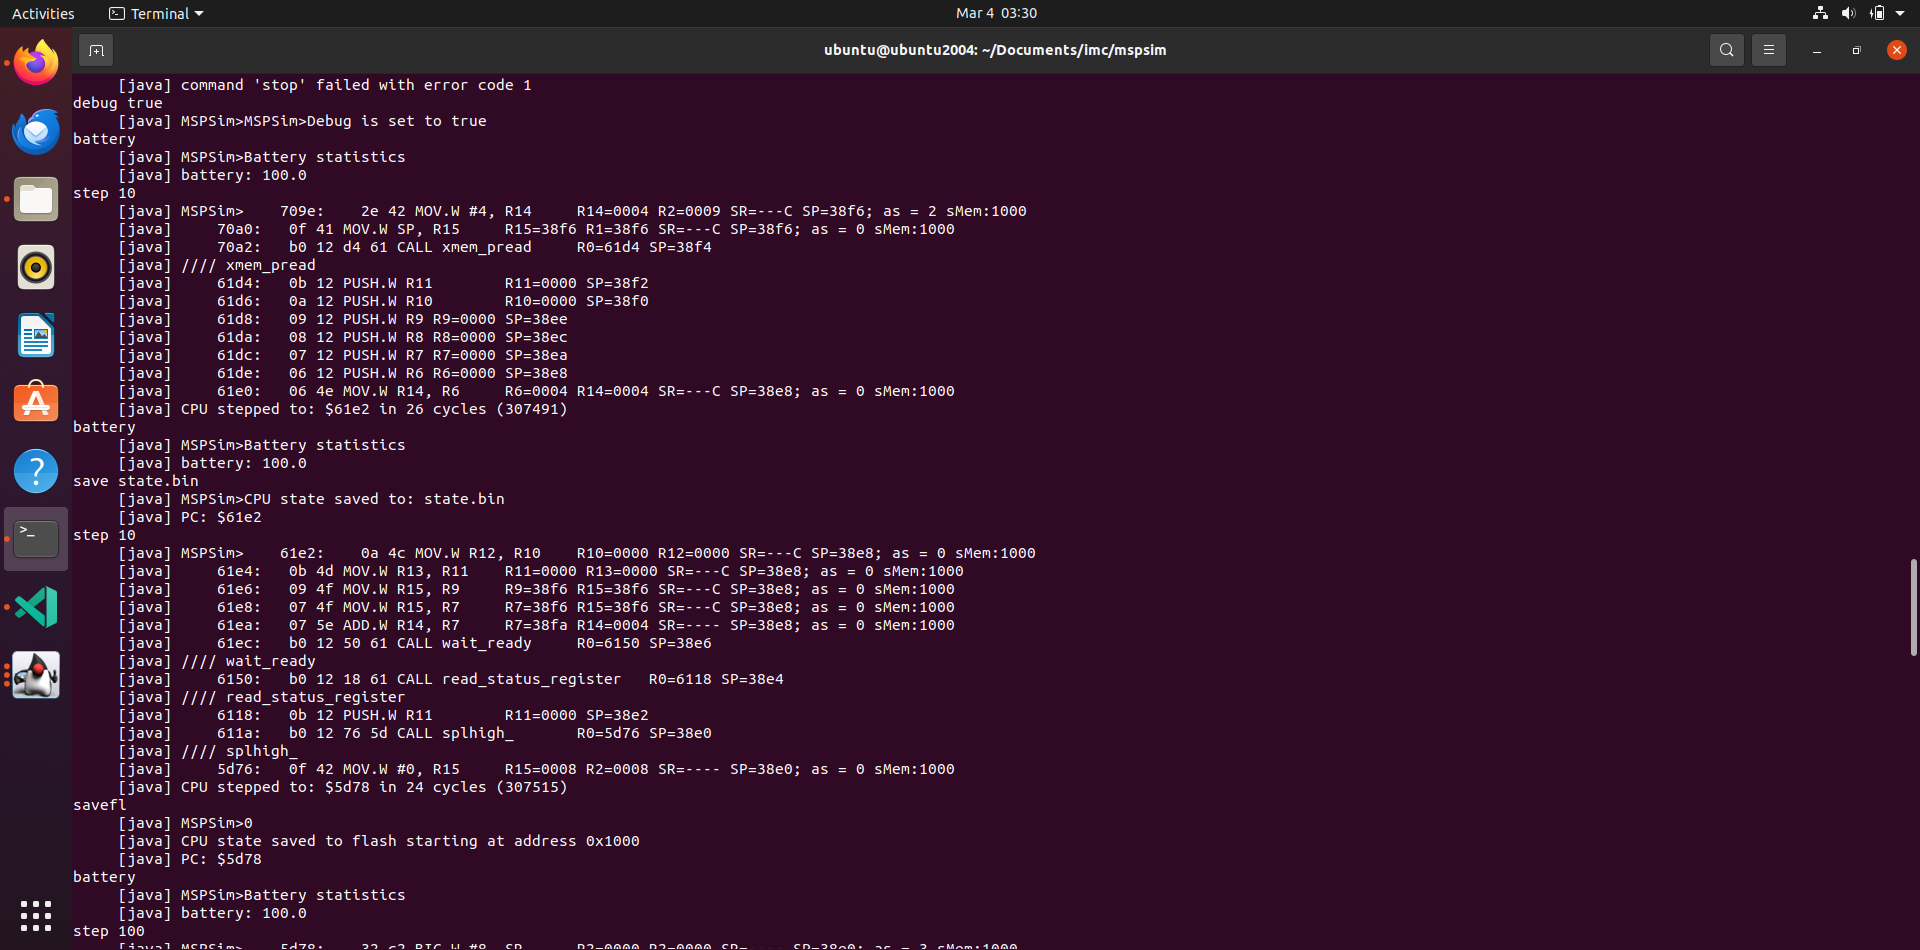 Activities
Terminal
Mar 4 03:30
ubuntu@ubuntu2004: ~/Documents/imc/mspsim
[java] command 'stop' failed with error code 1
debug true
[java] MSPSim>MSPSim>Debug is set to true
battery
[java] MSPSim>Battery statistics
[java] battery: 100.0
step 10
[java] MSPSim>    709e:    2e 42 MOV.W #4, R14     R14=0004 R2=0009 SR=---C SP=38f6; as = 2 sMem:1000
[java]     70a0:   0f 41 MOV.W SP, R15     R15=38f6 R1=38f6 SR=---C SP=38f6; as = 0 sMem:1000
[java]     70a2:   b0 12 d4 61 CALL xmem_pread     R0=61d4 SP=38f4
[java] //// xmem_pread
[java]     61d4:   0b 12 PUSH.W R11        R11=0000 SP=38f2
[java]     61d6:   0a 12 PUSH.W R10        R10=0000 SP=38f0
[java]     61d8:   09 12 PUSH.W R9 R9=0000 SP=38ee
[java]     61da:   08 12 PUSH.W R8 R8=0000 SP=38ec
[java]     61dc:   07 12 PUSH.W R7 R7=0000 SP=38ea
[java]     61de:   06 12 PUSH.W R6 R6=0000 SP=38e8
[java]     61e0:   06 4e MOV.W R14, R6     R6=0004 R14=0004 SR=---C SP=38e8; as = 0 sMem:1000
[java] CPU stepped to: $61e2 in 26 cycles (307491)
battery
[java] MSPSim>Battery statistics
[java] battery: 100.0
save state.bin
[java] MSPSim>CPU state saved to: state.bin
[java] PC: $61e2
step 10
[java] MSPSim>    61e2:    0a 4c MOV.W R12, R10    R10=0000 R12=0000 SR=---C SP=38e8; as = 0 sMem:1000
[java]     61e4:   0b 4d MOV.W R13, R11    R11=0000 R13=0000 SR=---C SP=38e8; as = 0 sMem:1000
[java]     61e6:   09 4f MOV.W R15, R9     R9=38f6 R15=38f6 SR=---C SP=38e8; as = 0 sMem:1000
[java]     61e8:   07 4f MOV.W R15, R7     R7=38f6 R15=38f6 SR=---C SP=38e8; as = 0 sMem:1000
[java]     61ea:   07 5e ADD.W R14, R7     R7=38fa R14=0004 SR=---- SP=38e8; as = 0 sMem:1000
[java]     61ec:   b0 12 50 61 CALL wait_ready     R0=6150 SP=38e6
[java] //// wait_ready
[java]     6150:   b0 12 18 61 CALL read_status_register   R0=6118 SP=38e4
[java] //// read_status_register
[java]     6118:   0b 12 PUSH.W R11        R11=0000 SP=38e2
[java]     611a:   b0 12 76 5d CALL splhigh_       R0=5d76 SP=38e0
[java] //// splhigh_
[java]     5d76:   0f 42 MOV.W #0, R15     R15=0008 R2=0008 SR=---- SP=38e0; as = 0 sMem:1000
[java] CPU stepped to: $5d78 in 24 cycles (307515)
savefl
[java] MSPSim>0
[java] CPU state saved to flash starting at address 0x1000
[java] PC: $5d78
battery
[java] MSPSim>Battery statistics
[java] battery: 100.0
step 100
[java] MSPSim>    5d78:    32 c2 BIC.W #8, SR      R2=0000 R2=0000 SR=---- SP=38e0; as = 3 sMem:1000